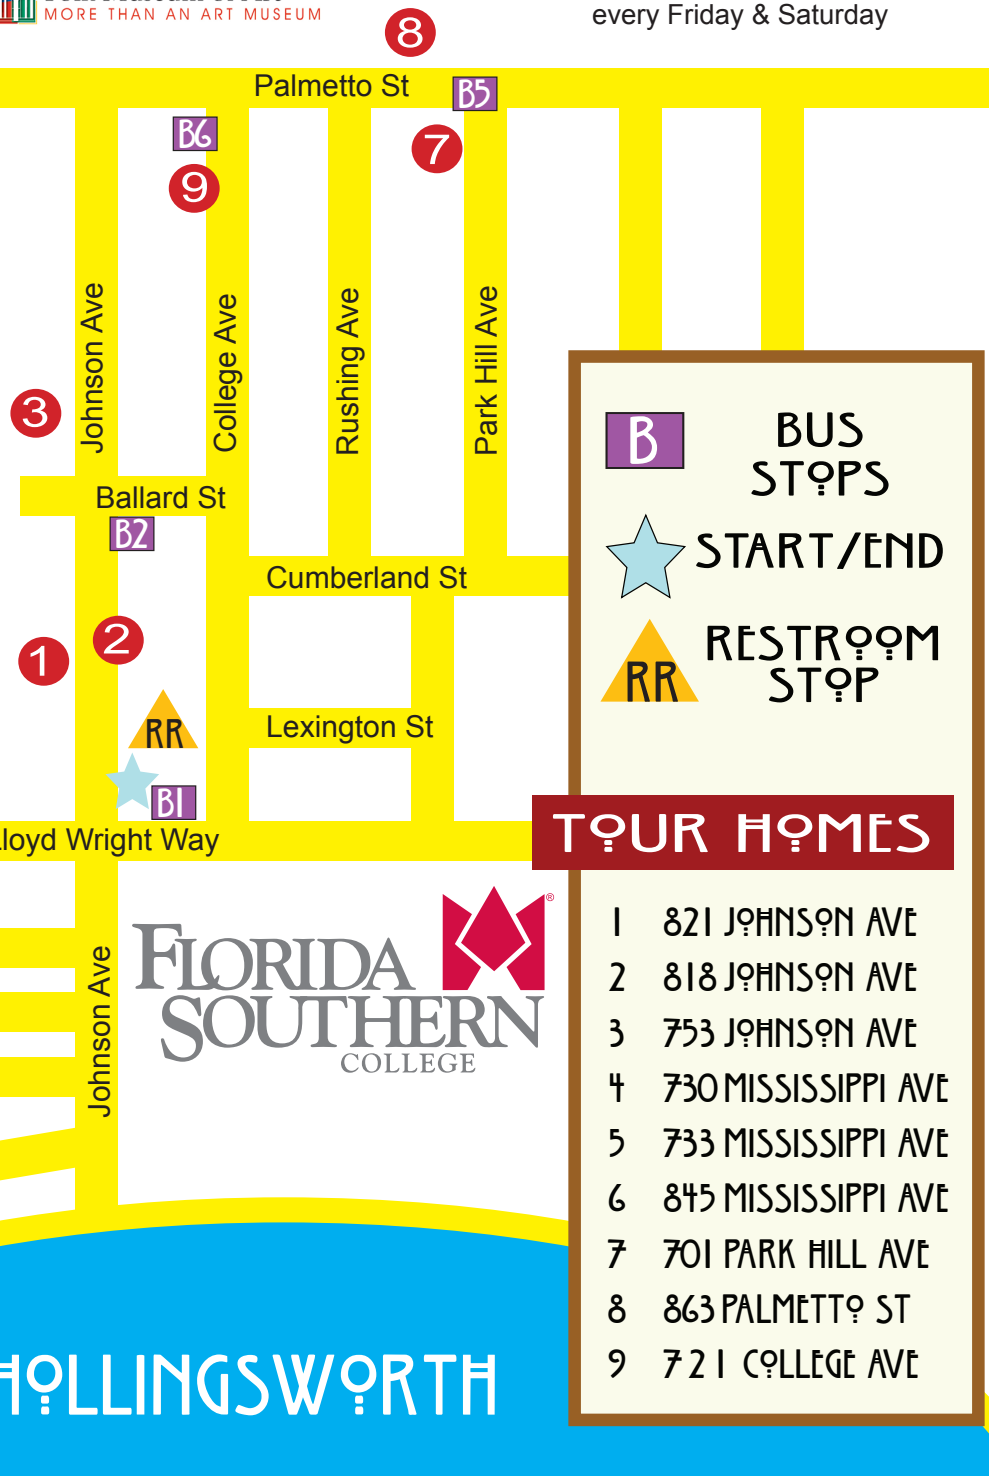 MORE THAN AN ART MUSEUM
every Friday & Saturday
8
Palmetto St
B5
B6
7
9
Johnson Ave
College Ave
Rushing Ave
Park Hill Ave
3
B
BUS
STOPS
Ballard St
B2
START/END
Cumberland St
2
1
RR
RESTROOM
STOP
RR
Lexington St
B1
loyd Wright Way
TOUR HOMES
FLORIDA
SOUTHERN
COLLEGE
®
Johnson Ave
1 821 JOHNSON AVE
2 818 JOHNSON AVE
3 753 JOHNSON AVE
4 730 MISSISSIPPI AVE
5 733 MISSISSIPPI AVE
6 845 MISSISSIPPI AVE
7 701 PARK HILL AVE
8 863 PALMETTO ST
9 721 COLLEGE AVE
HOLLINGSWORTH